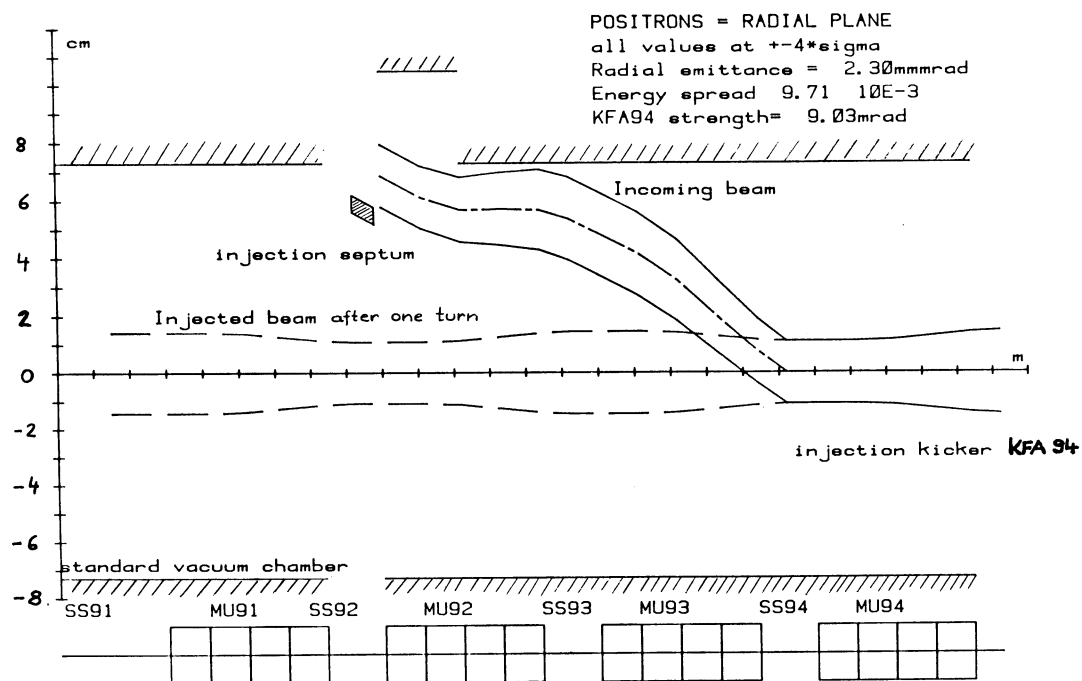 POSITRONS = RADIAL PLANE
all values at +-4*sigma
Radial emittance = 2.30mmmrad
Energy spread 9.71 10E-3
KFA94 strength= 9.03mrad
cm
8
6
4
2
0
-2
-4
-6
-8
Incoming beam
injection septum
Injected beam after one turn
m
injection kicker KFA 94
standard vacuum chamber
SS91 MU91 SS92 MU92 SS93 MU93 SS94 MU94